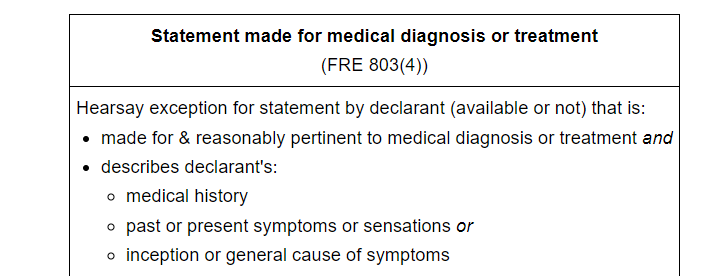 Statement made for medical diagnosis or treatment
(FRE 803(4))
Hearsay exception for statement by declarant (available or not) that is:
• made for & reasonably pertinent to medical diagnosis or treatment and
• describes declarant's:
○ medical history
○ past or present symptoms or sensations or
○ inception or general cause of symptoms